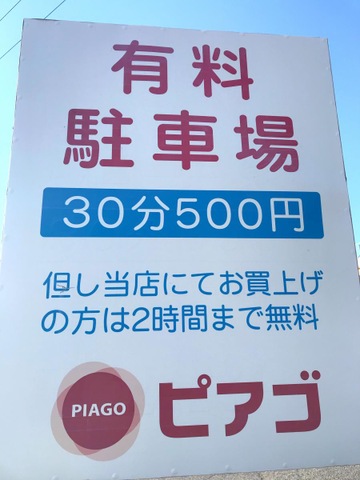 有料
駐車場
30分500円
但し当店にてお買上げ
の方は2時間まで無料
PIAGO
ピアゴ